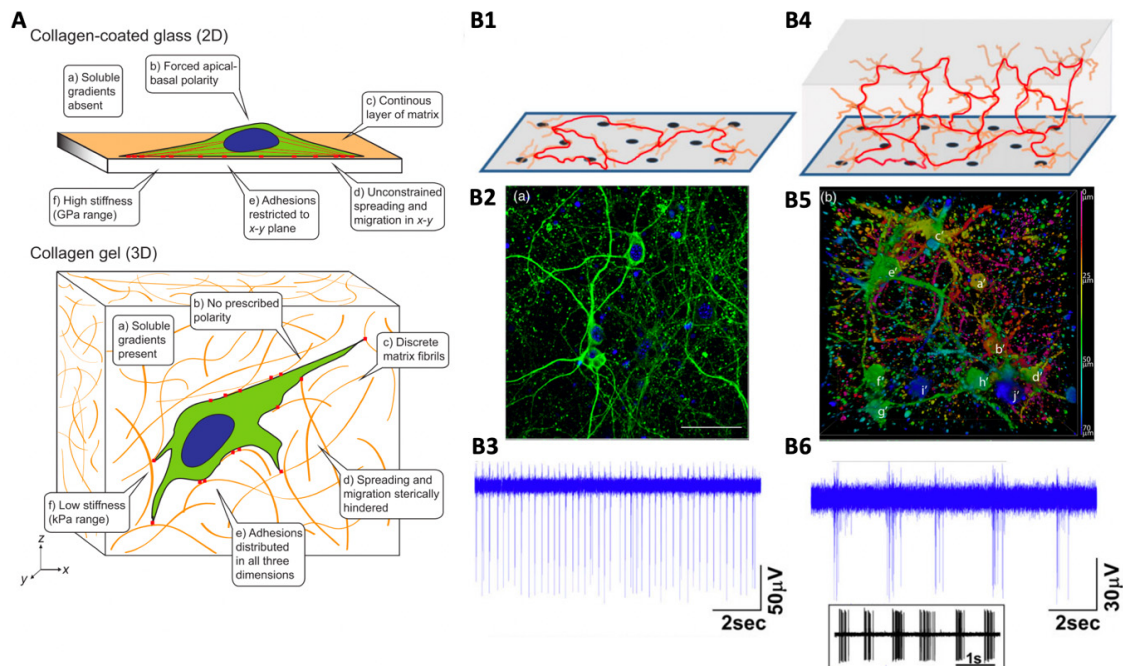 A
Collagen-coated glass (2D)
a) Soluble
gradients
absent
b) Forced apical-
basal polarity
c) Continous
layer of matrix
f) High stiffness
(GPa range)
e) Adhesions
restricted to
x-y plane
d) Unconstrained
spreading and
migration in x-y
Collagen gel (3D)
a) Soluble
gradients
present
b) No prescribed
polarity
c) Discrete
matrix fibrils
d) Spreading and
migration sterically
hindered
f) Low stiffness
(kPa range)
e) Adhesions
distributed
in all three
dimensions
z
y
x
B1
B2
(a)
B3
50μV
2sec
B4
B5
(b)
c'
e'
a'
b'
d'
f'
g'
i'
h'
j'
0
μm
25
μm
50
μm
70
μm
B6
30μV
2sec
1s